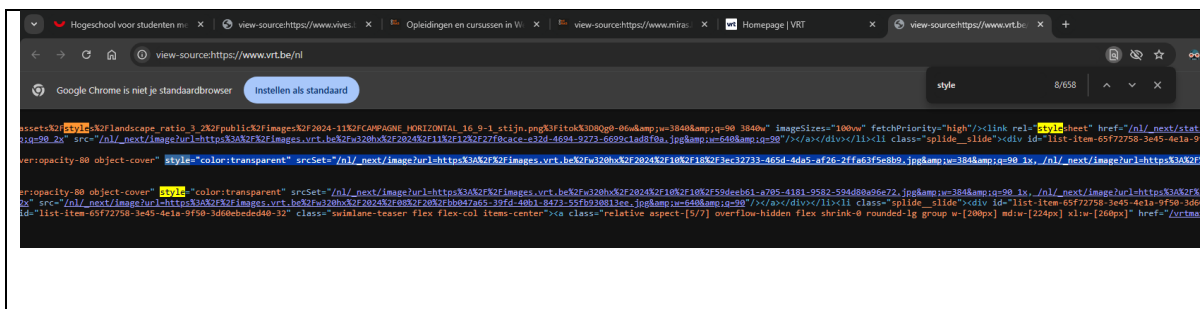 Hogeschool voor studenten me
view-source:https://www.vives.
Opleidingen en cursussen in W
view-source:https://www.miras.
vrt Homepage | VRT
view-source:https://www.vrt.be
view-source:https://www.vrt.be/nl
Google Chrome is niet je standaardbrowser Instellen als standaard
style 8/658
assets%2Fstyles%2Flandscape_ratio_3_2%2Fpublic%2Fimages%2F2024-11%2FCAMPAGNE_HORIZONTAL_16_9-1_stijn.png%3Fitok%3D8Qg0-06w&amp;w=3840&amp;q=90 3840w" imageSizes="100vw" fetchPriority="high"/><link rel="stylesheet" href="/nl/_next/stat
p;q=90 2x" src="/nl/_next/image?url=https%3A%2F%2Fimages.vrt.be%2Fw320hx%2F2024%2F11%2F12%2F27f0cace-e32d-4694-9273-6699c1ad8f0a.jpg&amp;w=640&amp;q=90"/></a></div></li><li class="splide__slide"><div id="list-item-65f72758-3e45-4e1a-9
ver:opacity-80 object-cover" style="color:transparent" srcSet="/nl/_next/image?url=https%3A%2F%2Fimages.vrt.be%2Fw320hx%2F2024%2F10%2F18%2F3ec32733-465d-4da5-af26-2ffa63f5e8b9.jpg&amp;w=384&amp;q=90 1x, /nl/_next/image?url=https%3A%2F%
er:opacity-80 object-cover" style="color:transparent" srcSet="/nl/_next/image?url=https%3A%2F%2Fimages.vrt.be%2Fw320hx%2F2024%2F10%2F10%2F59deeb61-a705-4181-9582-594d80a96e72.jpg&amp;w=384&amp;q=90 1x, /nl/_next/image?url=https%3A%2F%
2x" src="/nl/_next/image?url=https%3A%2F%2Fimages.vrt.be%2Fw320hx%2F2024%2F08%2F20%2Fbb047a65-39fd-40b1-8473-55fb930813ee.jpg&amp;w=640&amp;q=90"/></a></div></li><li class="splide__slide"><div id="list-item-65f72758-3e45-4e1a-9f50-3d6
id="list-item-65f72758-3e45-4e1a-9f50-3d60ebeded40-32" class="swimlane-teaser flex flex-col items-center"><a class="relative aspect-[5/7] overflow-hidden flex shrink-0 rounded-lg group w-[200px] md:w-[224px] xl:w-[260px]" href="/vrtma